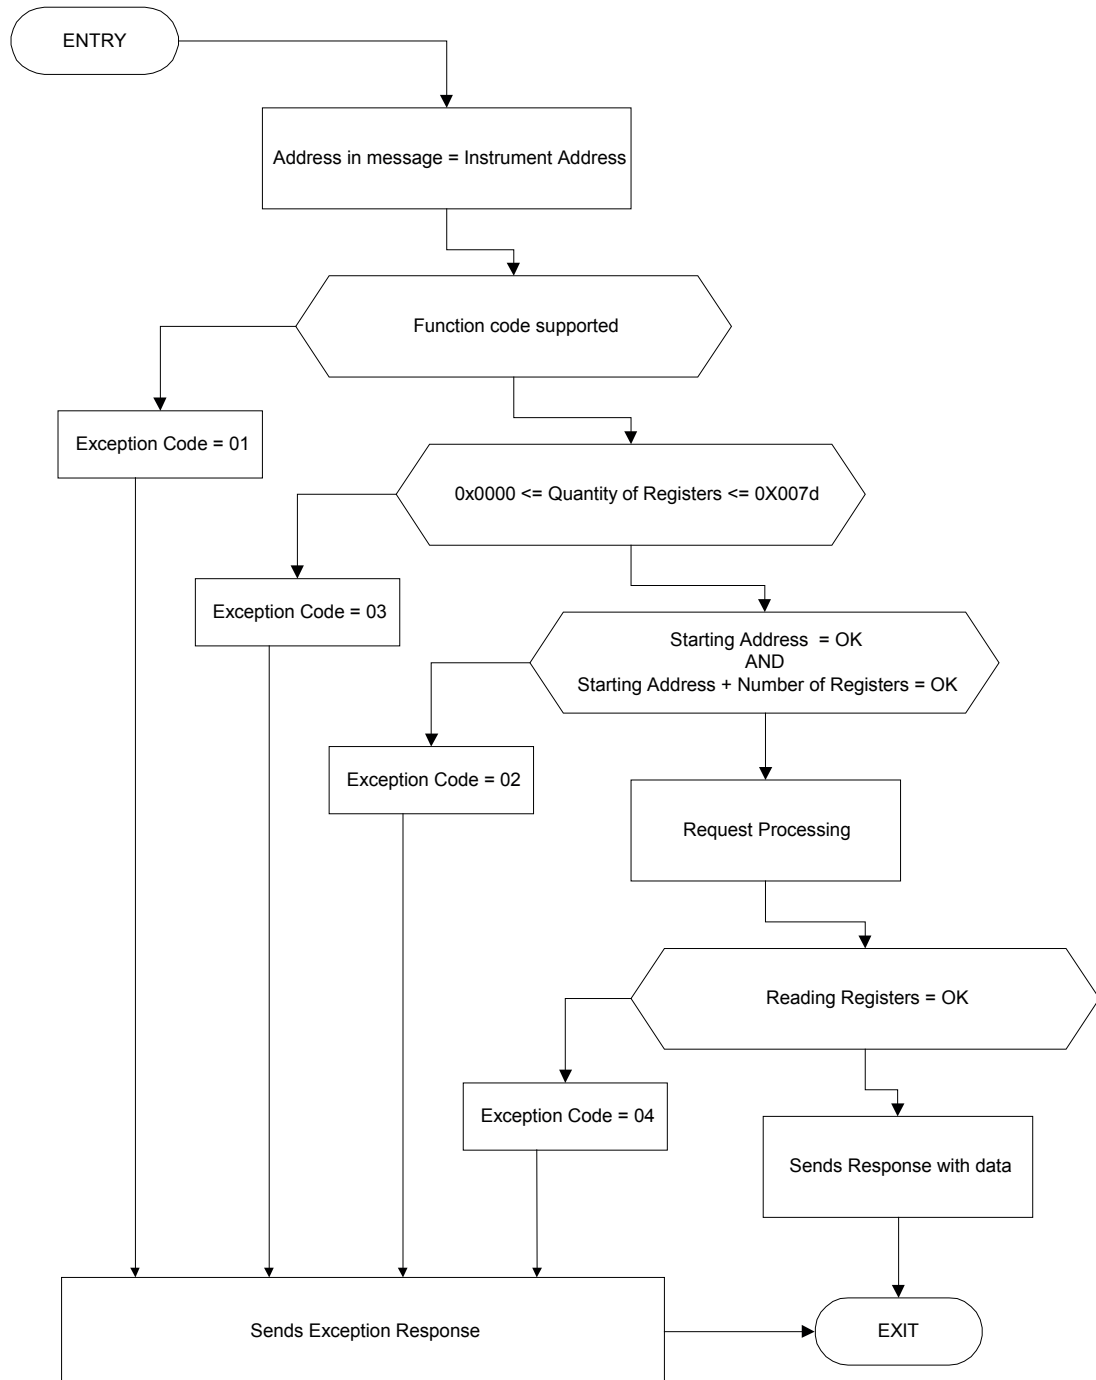 ENTRY
Address in message = Instrument Address
Function code supported
Exception Code = 01
0x0000 <= Quantity of Registers <= 0X007d
Exception Code = 03
Starting Address = OK
AND
Starting Address + Number of Registers = OK
Exception Code = 02
Request Processing
Reading Registers = OK
Exception Code = 04
Sends Response with data
Sends Exception Response
EXIT